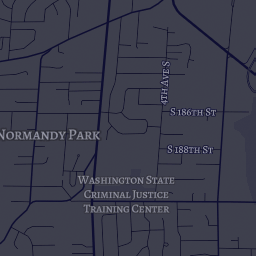 4th Ave S
S 186th St
Normandy Park
S 188th St
Washington State
Criminal Justice
Training Center